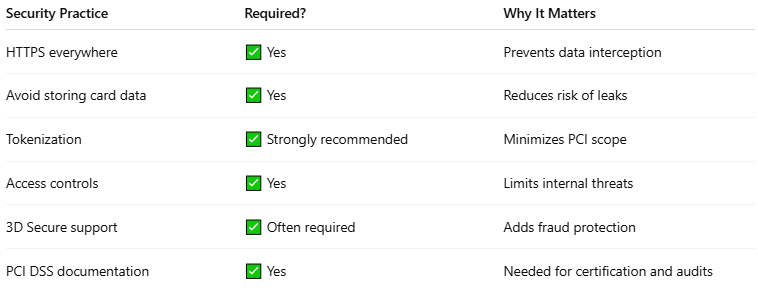 Security Practice Required? Why It Matters
HTTPS everywhere ✅ Yes Prevents data interception
Avoid storing card data ✅ Yes Reduces risk of leaks
Tokenization ✅ Strongly recommended Minimizes PCI scope
Access controls ✅ Yes Limits internal threats
3D Secure support ✅ Often required Adds fraud protection
PCI DSS documentation ✅ Yes Needed for certification and audits